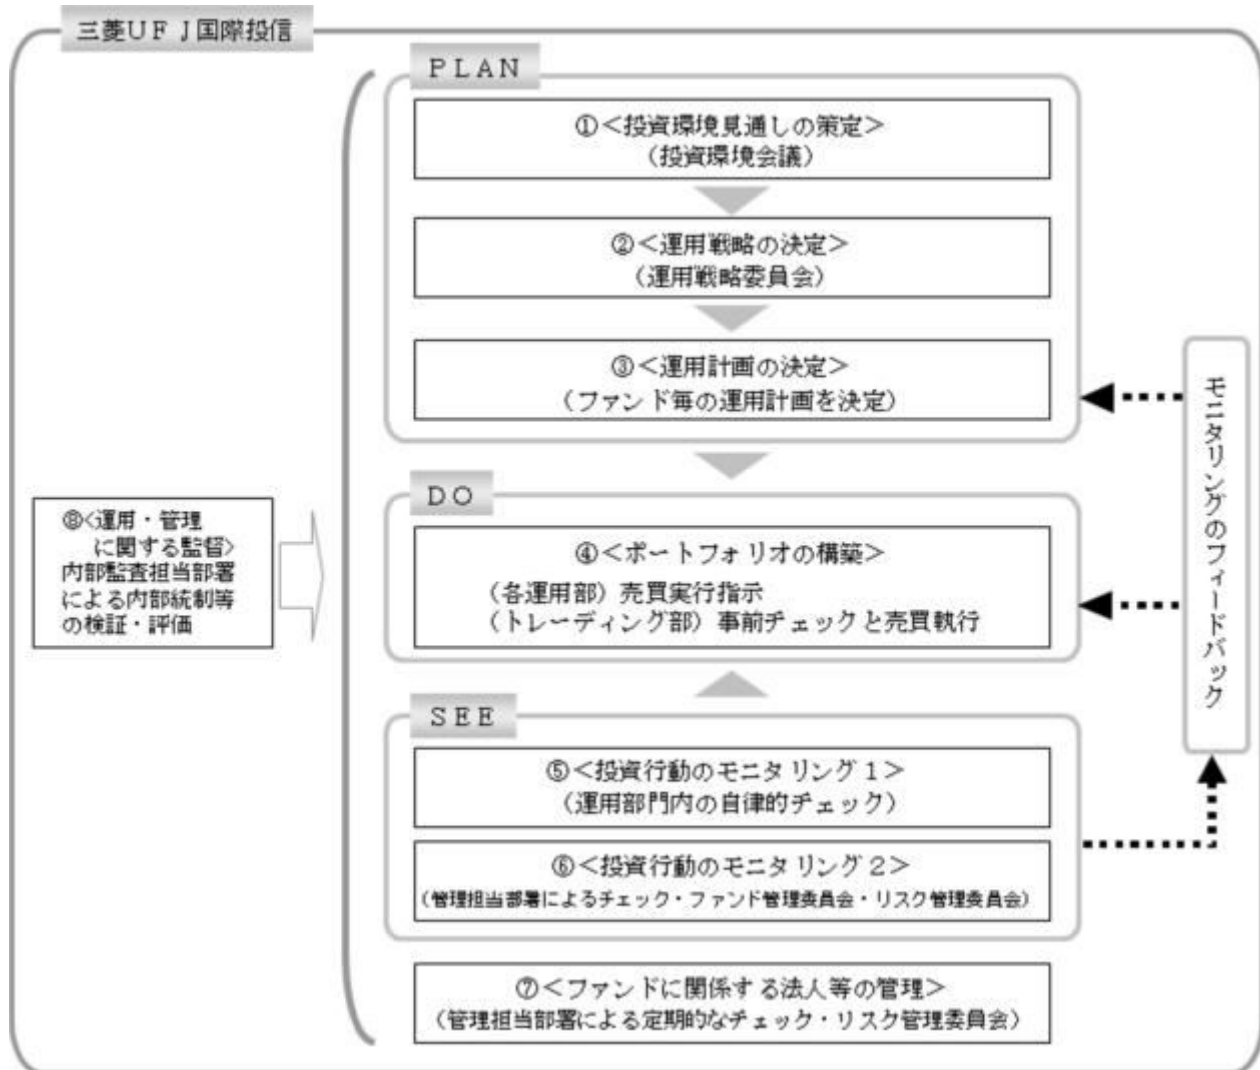 三菱UFJ国際投信
PLAN
①<投資環境見通しの策定>
(投資環境会議)
②<運用戦略の決定>
(運用戦略委員会)
③<運用計画の決定>
(ファンド毎の運用計画を決定)
DO
④<ポートフォリオの構築>
(各運用部)売買実行指示
(トレーディング部)事前チェックと売買執行
SEE
⑤<投資行動のモニタリング1>
(運用部門内の自律的チェック)
⑥<投資行動のモニタリング2>
(管理担当部署によるチェック・ファンド管理委員会・リスク管理委員会)
⑦<ファンドに関係する法人等の管理>
(管理担当部署による定期的なチェック・リスク管理委員会)
⑧<運用・管理
に関する監督>
内部監査担当部署
による内部統制等
の検証・評価
モニタリングのフィードバック